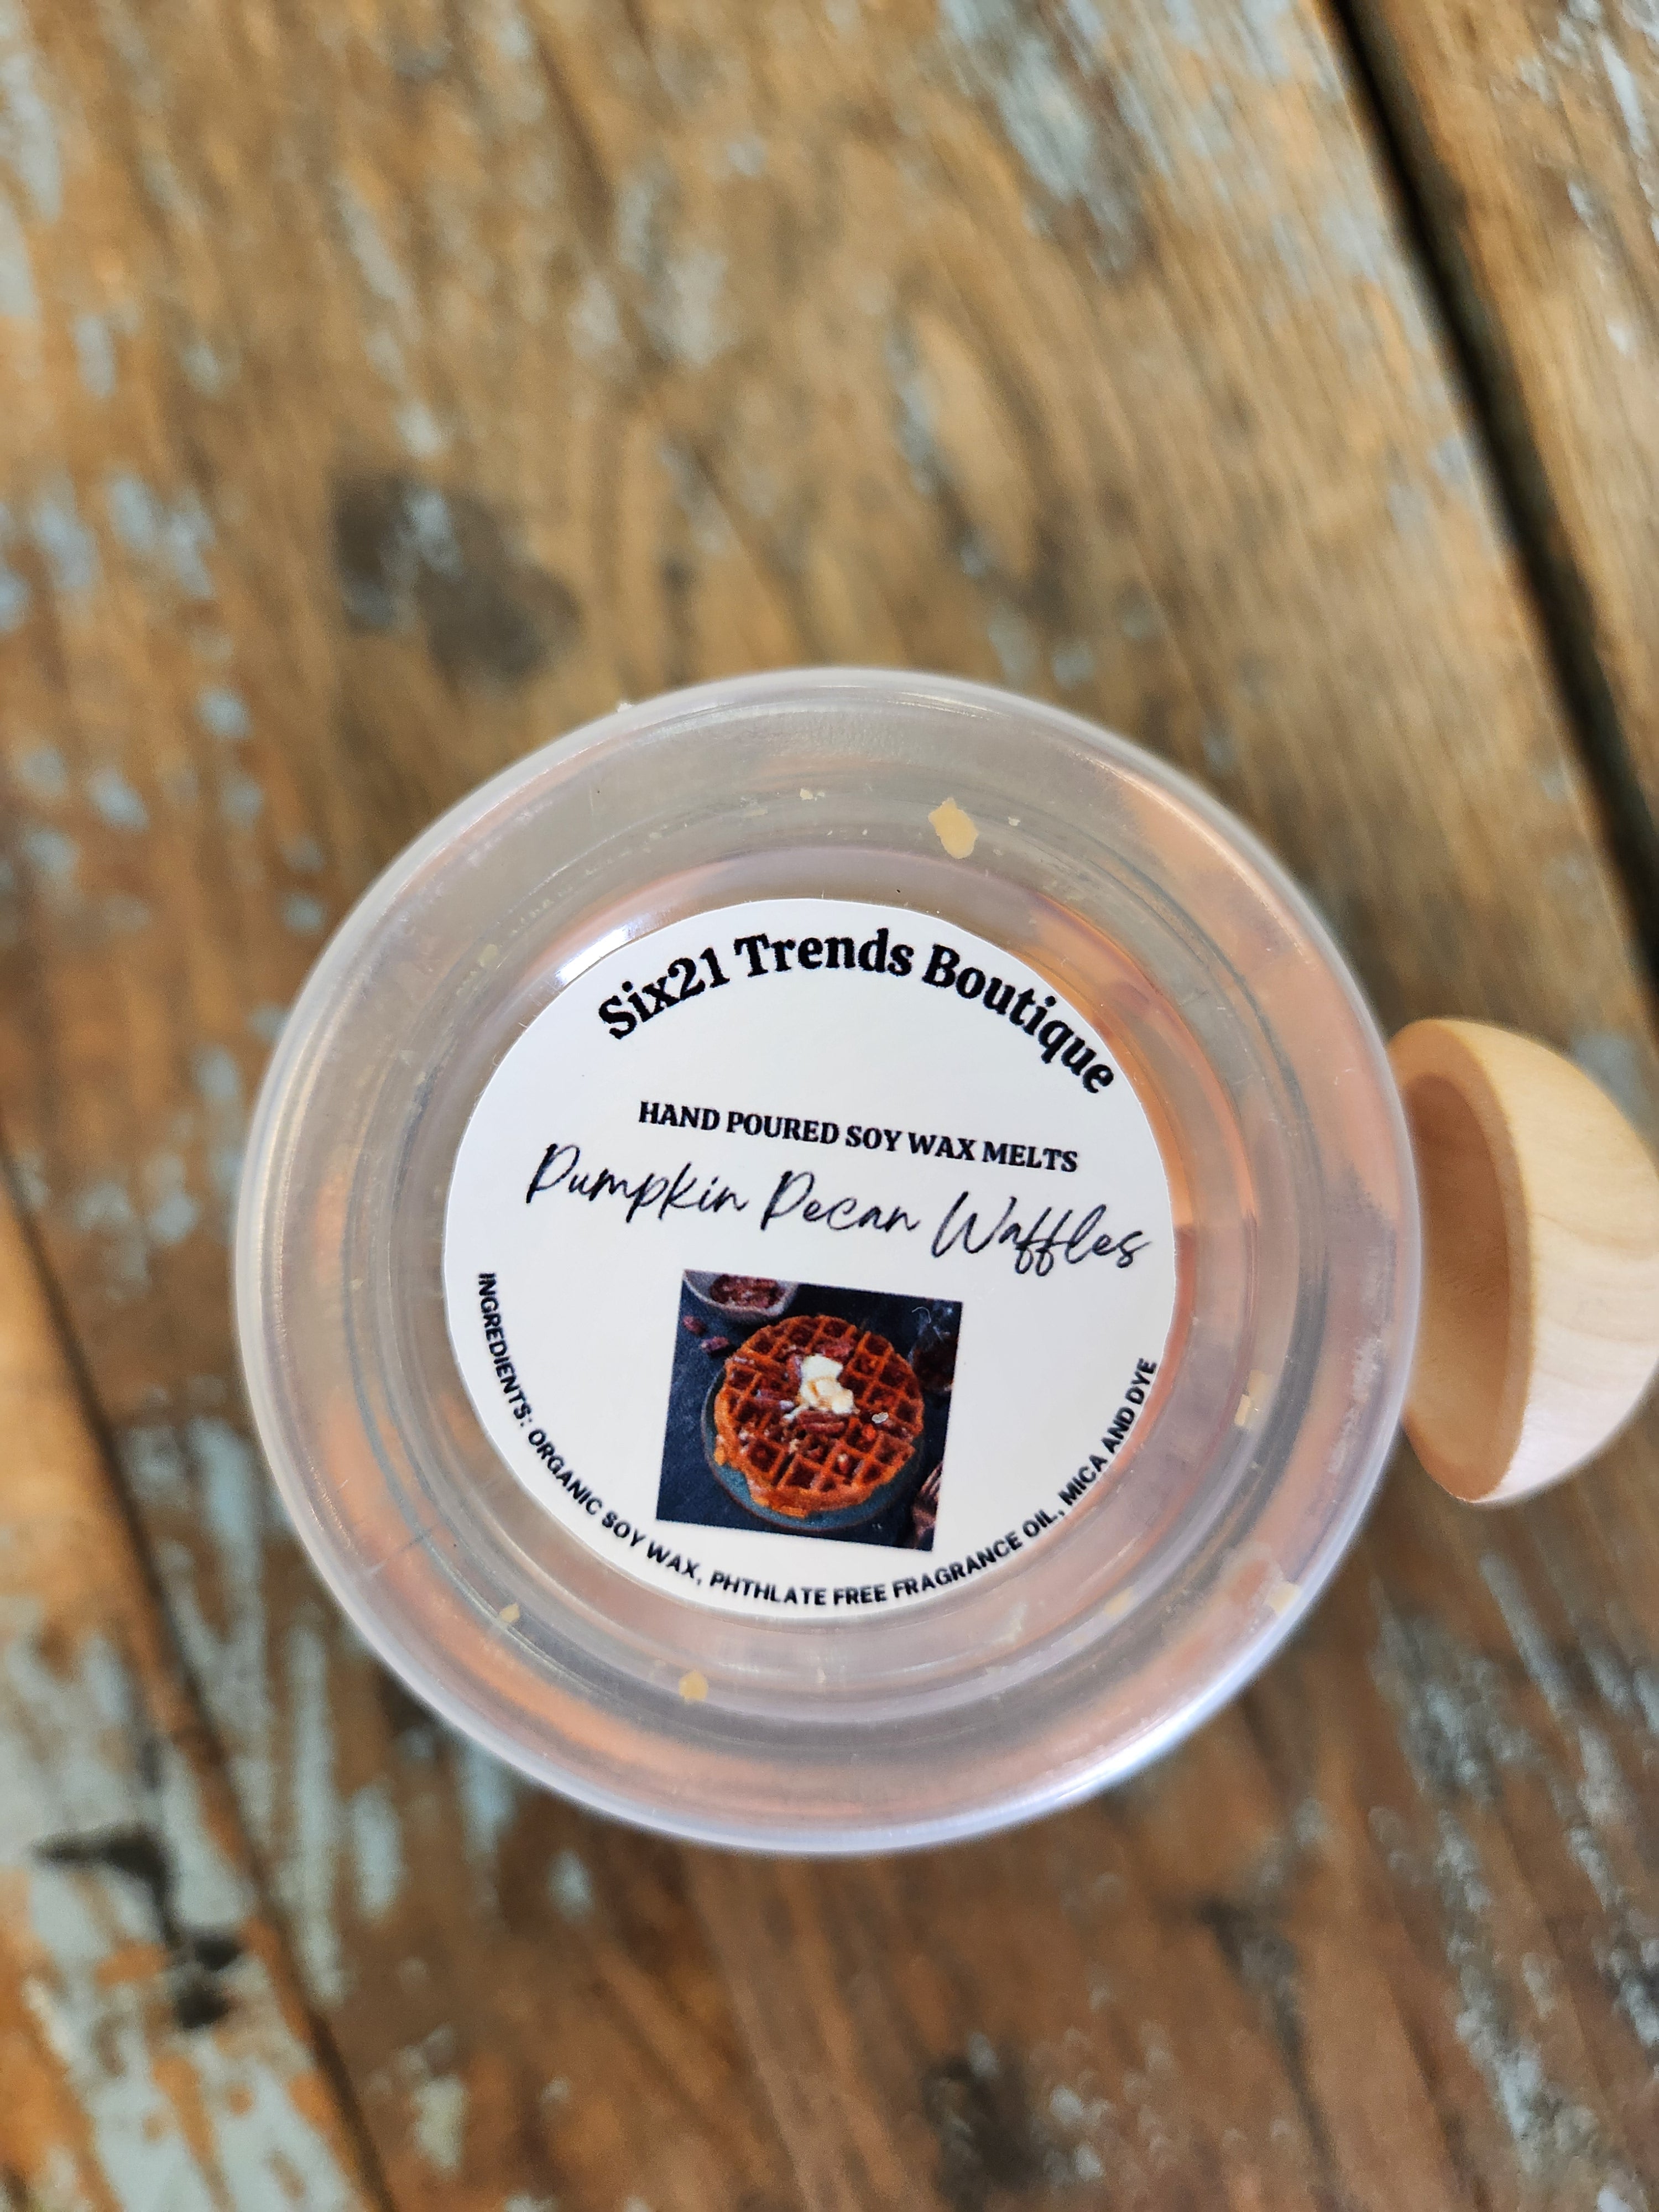 Six21 Trends Boutique
HAND POURED SOY WAX MELTS
Pumpkin Pecan Waffles
INGREDIENTS: ORGANIC SOY WAX, PHTHLATE FREE FRAGRANCE OIL, MICA AND DYE